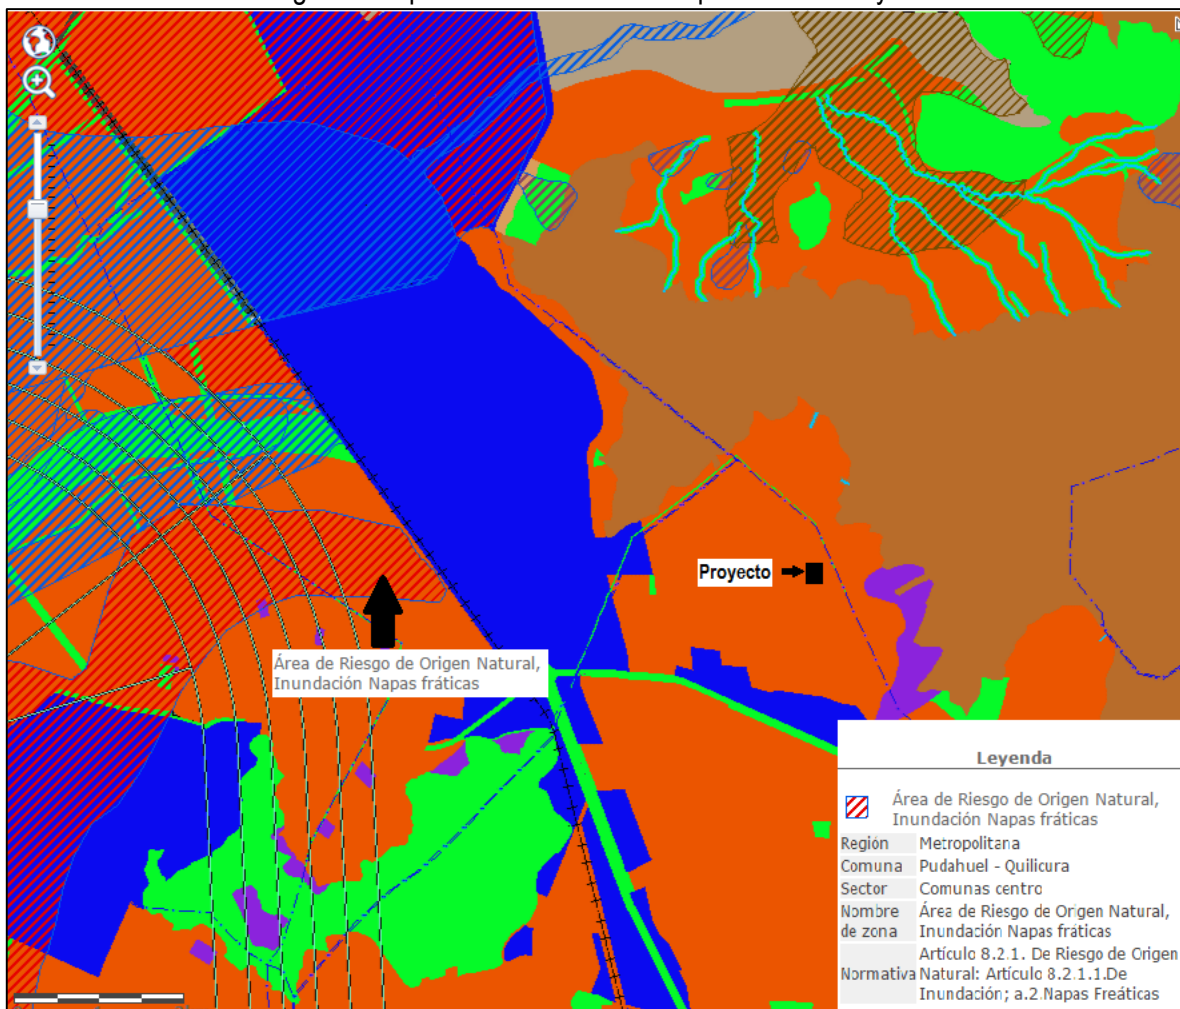 Proyecto
Área de Riesgo de Origen Natural,
Inundación Napas fráticas
Leyenda
Área de Riesgo de Origen Natural,
Inundación Napas fráticas
Región Metropolitana
Comuna Pudahuel - Quilicura
Sector Comunas centro
Nombre de zona Área de Riesgo de Origen Natural,
Inundación Napas fráticas
Normativa Artículo 8.2.1. De Riesgo de Origen
Natural: Artículo 8.2.1.1.De
Inundación; a.2.Napas Freáticas